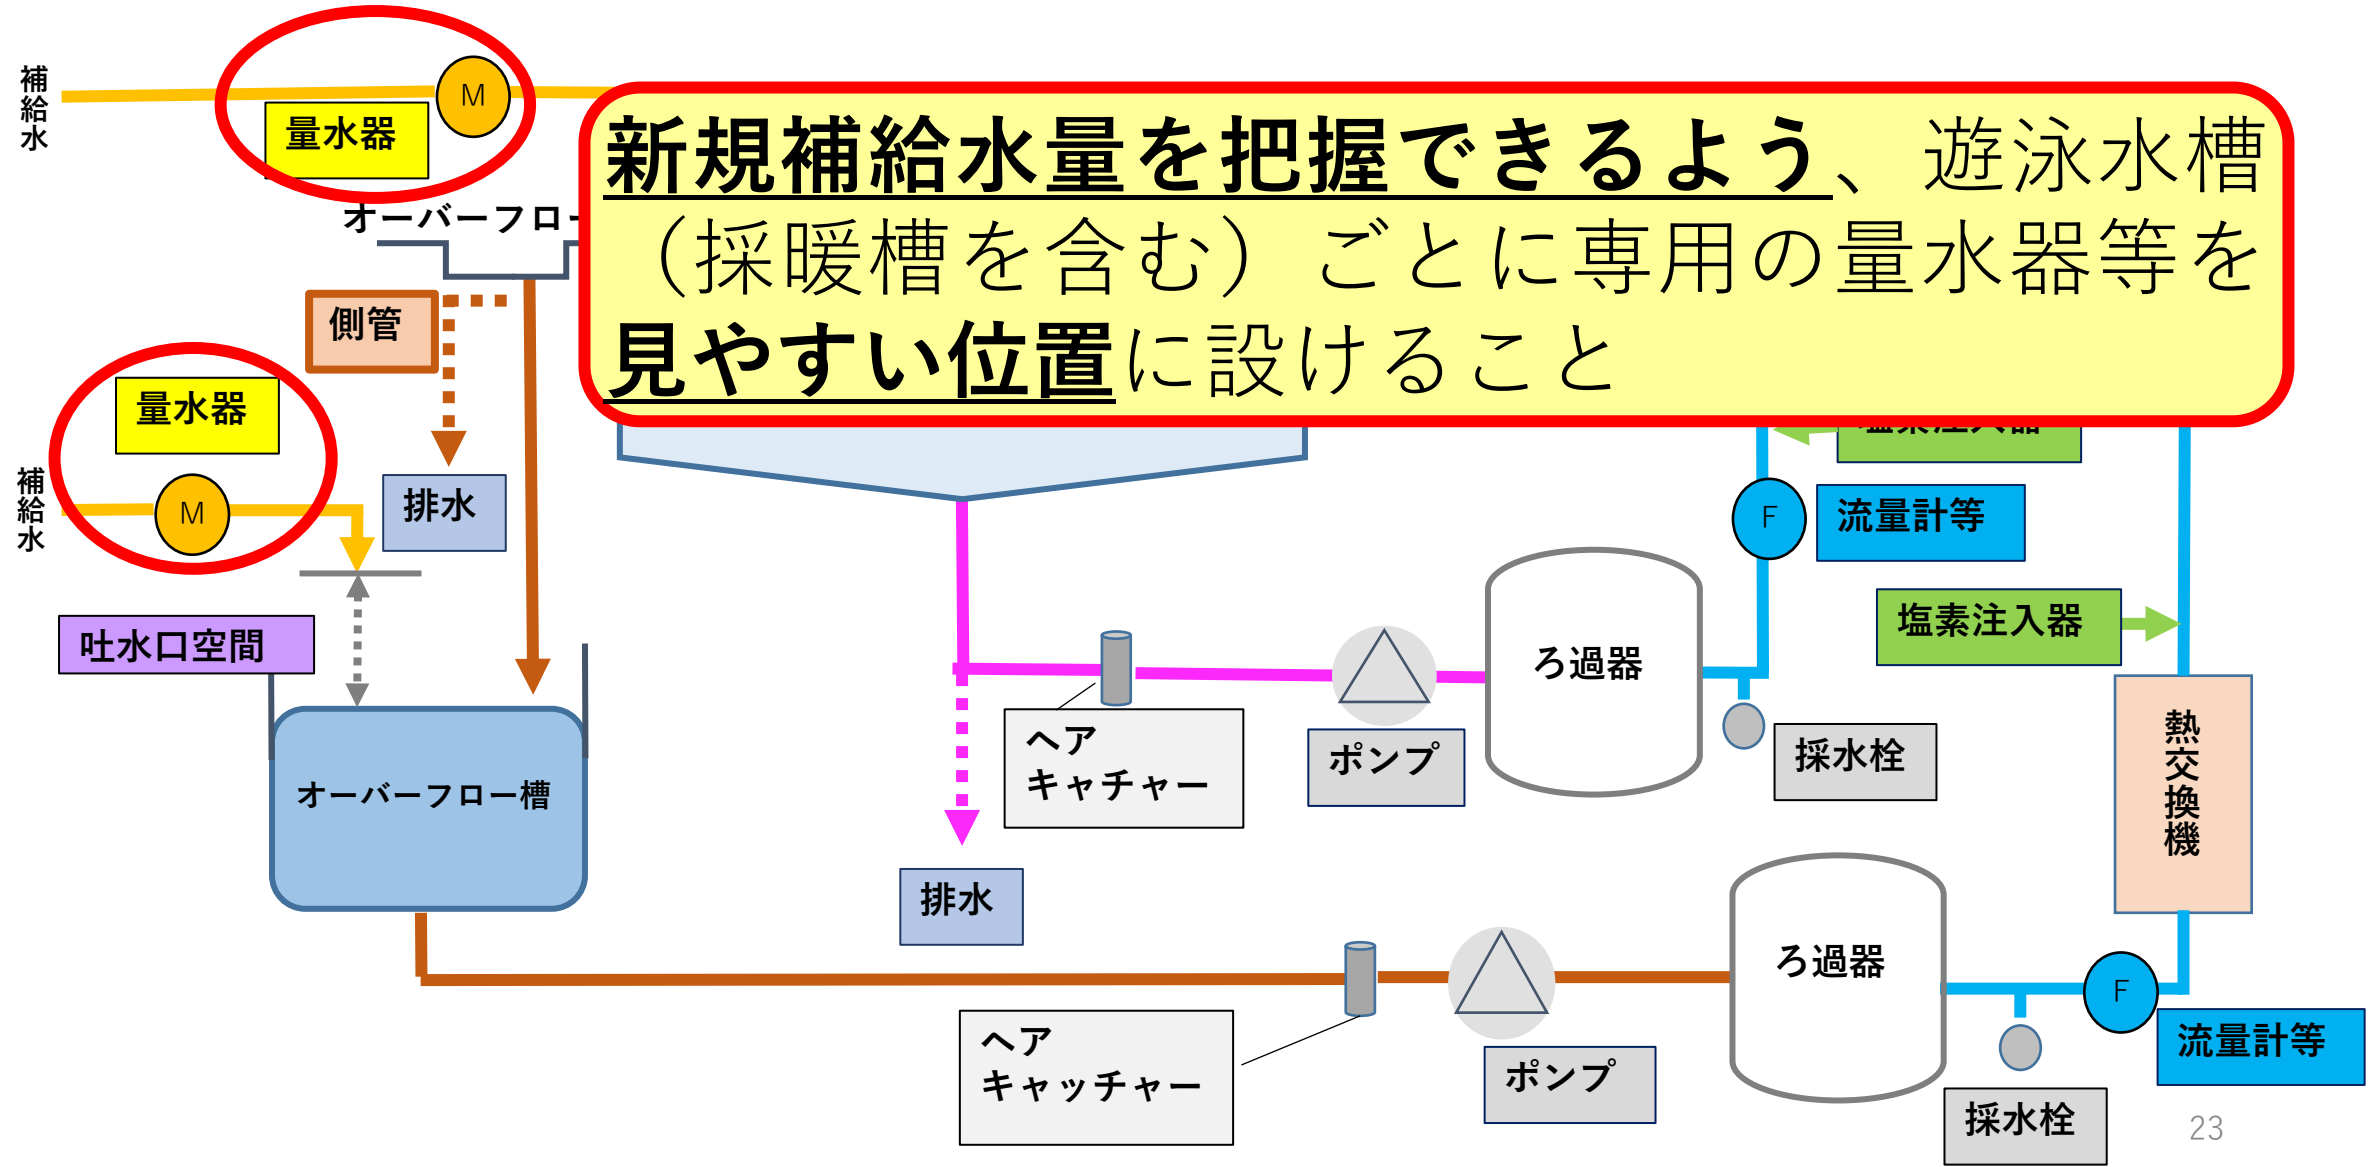 補給水
M
量水器
新規補給水量を把握できるよう、遊泳水槽
(採暖槽を含む)ごとに専用の量水器等を
見やすい位置に設けること
オーバーフロー
側管
量水器
補給水
M
排水
塩素注入器
F
流量計等
塩素注入器
吐水口空間
ろ過器
ヘア
キャチャー
ポンプ
採水栓
熱交換機
オーバーフロー槽
排水
ろ過器
F
ヘア
キャッチャー
ポンプ
流量計等
採水栓
23